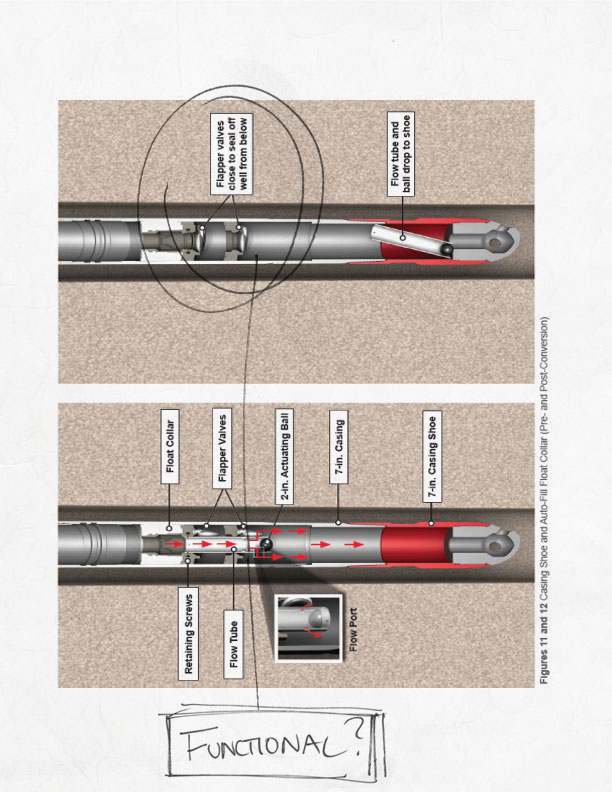 Flapper valves
close to seal off
well from below
Flow tube and
ball drop to shoe
Float Collar
Flapper Valves
2-in. Actuating Ball
7-in. Casing
7-in. Casing Shoe
Retaining Screws
Flow Tube
Flow Port
Figures 11 and 12 Casing Shoe and Auto-Fill Float Collar (Pre- and Post-Conversion)
FUNCTIONAL?